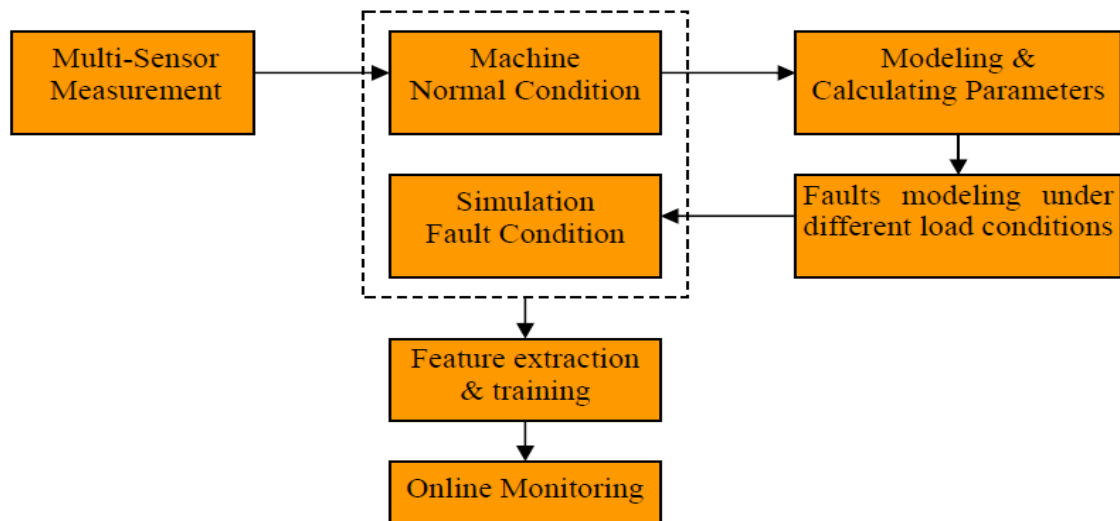 Multi-Sensor
Measurement
Machine
Normal Condition
Modeling &
Calculating Parameters
Simulation
Fault Condition
Faults modeling under
different load conditions
Feature extraction
& training
Online Monitoring